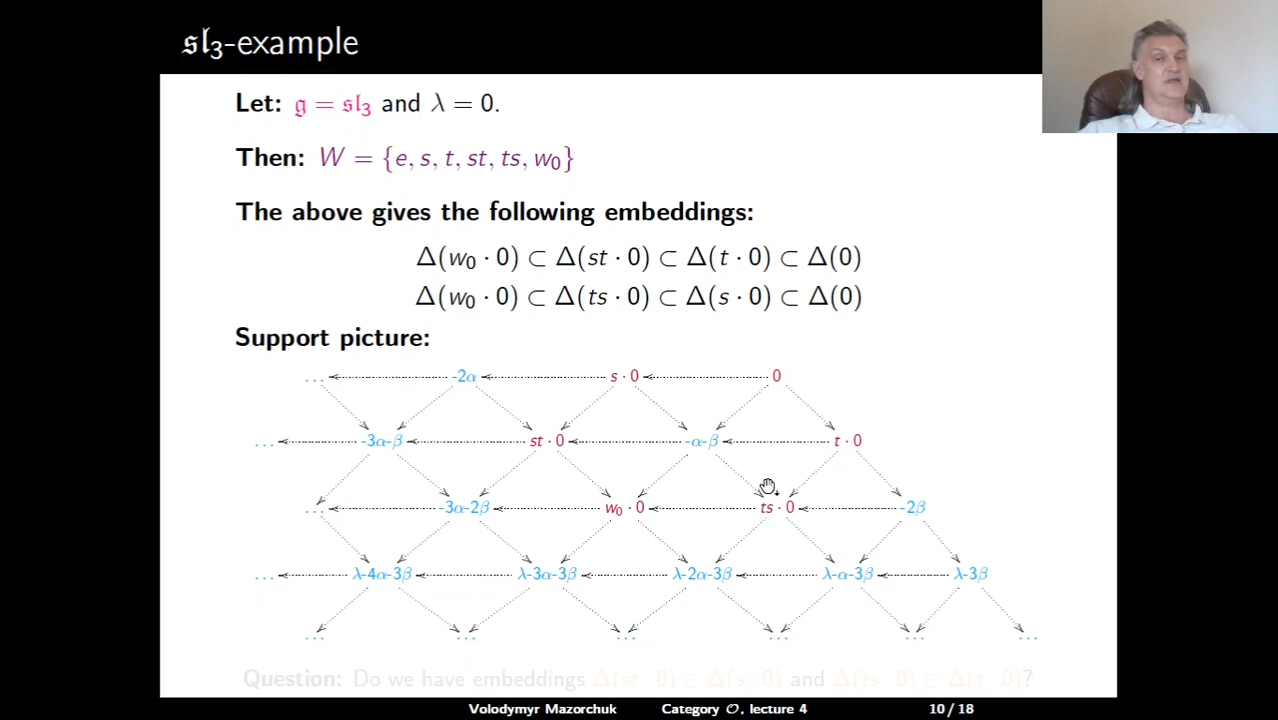 𝔰𝔩₃-example
Let: 𝔤 = 𝔰𝔩₃ and λ = 0.
Then: W = {e, s, t, st, ts, w₀}
The above gives the following embeddings:
Δ(w₀ · 0) ⊂ Δ(st · 0) ⊂ Δ(t · 0) ⊂ Δ(0)
Δ(w₀ · 0) ⊂ Δ(ts · 0) ⊂ Δ(s · 0) ⊂ Δ(0)
Support picture:
... -2α s · 0 0
... -3α-β st · 0 -α-β t · 0
... -3α-2β w₀ · 0 ts · 0 -2β
... λ-4α-3β λ-3α-3β λ-2α-3β λ-α-3β λ-3β
... ... ... ... ... ...
Question: Do we have embeddings Δ(st · 0) ⊂ Δ(s · 0) and Δ(ts · 0) ⊂ Δ(t · 0)?
Volodymyr Mazorchuk Category 𝒪, lecture 4 10 / 18